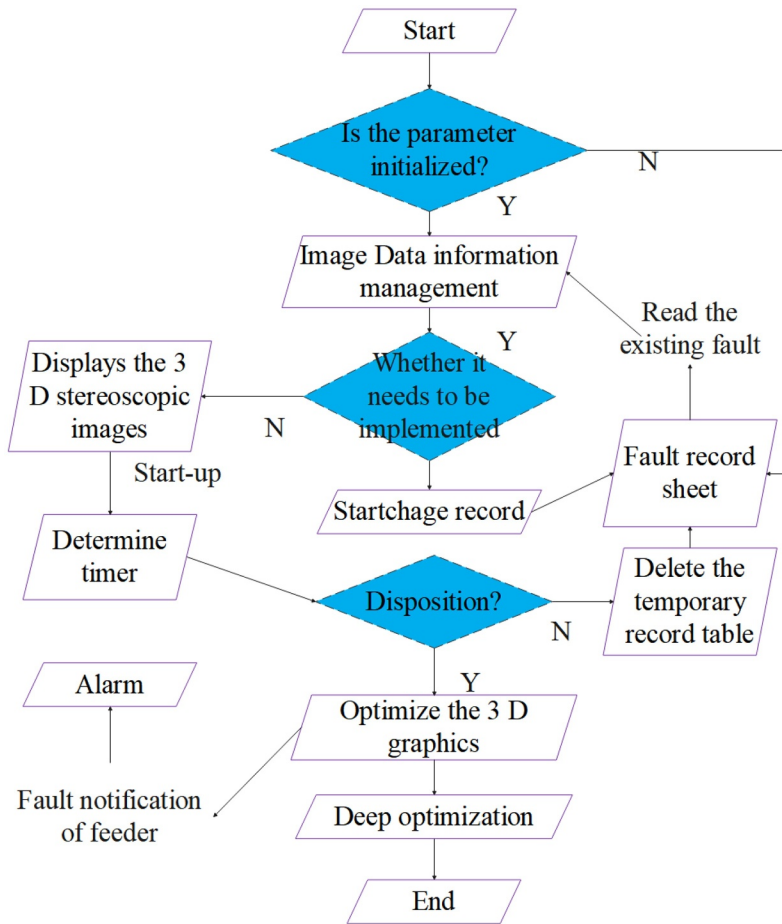 Start
Is the parameter
initialized?
N
Y
Image Data information
management
Read the
existing fault
Y
Displays the 3
D stereoscopic
images
Whether it
needs to be
implemented
N
Start-up
Fault record
sheet
Startchage record
Determine
timer
Disposition?
N
Delete the
temporary
record table
Y
Alarm
Optimize the 3 D
graphics
Fault notification
of feeder
Deep optimization
End